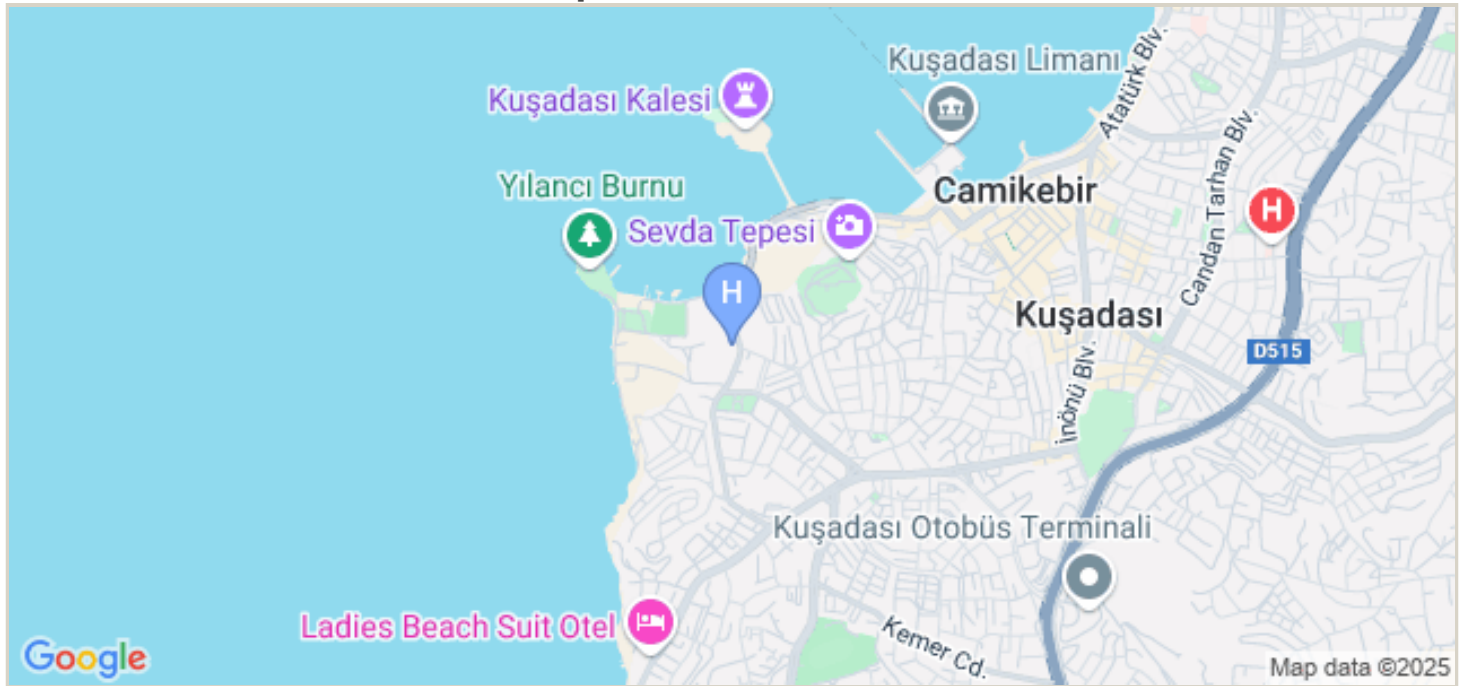 Kuşadası Limanı
Atatürk Blv.
Kuşadası Kalesi
Candan Tarhan Blv.
Yılancı Burnu
Camikebir
H
Sevda Tepesi
H
Kuşadası
D515
İnönü Blv.
Kuşadası Otobüs Terminali
Ladies Beach Suit Otel
Kemer Cd.
Google
Map data ©2025